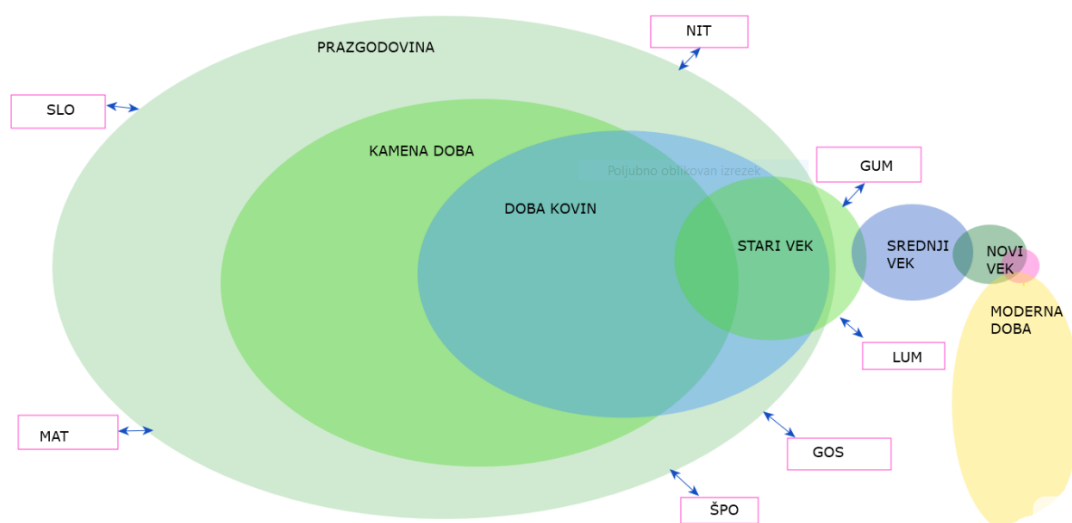 NIT
PRAZGODOVINA
SLO
KAMENA DOBA
GUM
Poljubno oblikovan izrezek
DOBA KOVIN
STARI VEK
SREDNJI
VEK
NOVI
VEK
MODERNA
DOBA
LUM
MAT
GOS
ŠPO